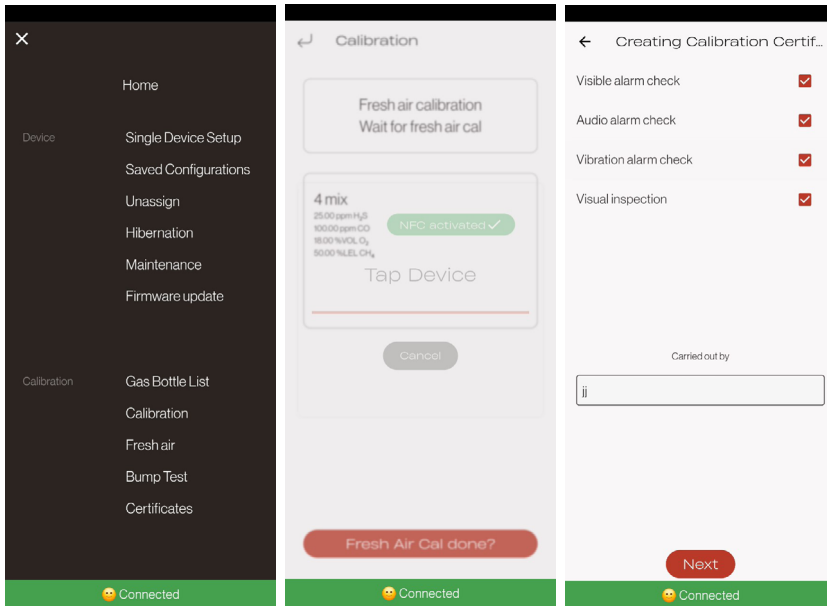 Home
Device
Single Device Setup
Saved Configurations
Unassign
Hibernation
Maintenance
Firmware update
Calibration
Gas Bottle List
Calibration
Fresh air
Bump Test
Certificates
Connected
Calibration
Fresh air calibration
Wait for fresh air cal
4 mix
25.00 ppm H₂S
100.00 ppm CO
18.00 %VOL O₂
50.00 %LEL CH₄
NFC activated
Tap Device
Cancel
Fresh Air Cal done?
Connected
Creating Calibration Certif...
Visible alarm check
Audio alarm check
Vibration alarm check
Visual inspection
Carried out by
jj
Next
Connected